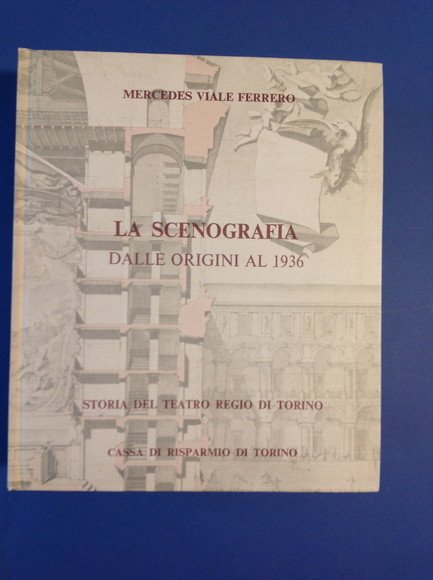 MERCEDES VIALE FERRERO
LA SCENOGRAFIA
DALLE ORIGINI AL 1936
STORIA DEL TEATRO REGIO DI TORINO
CASSA DI RISPARMIO DI TORINO